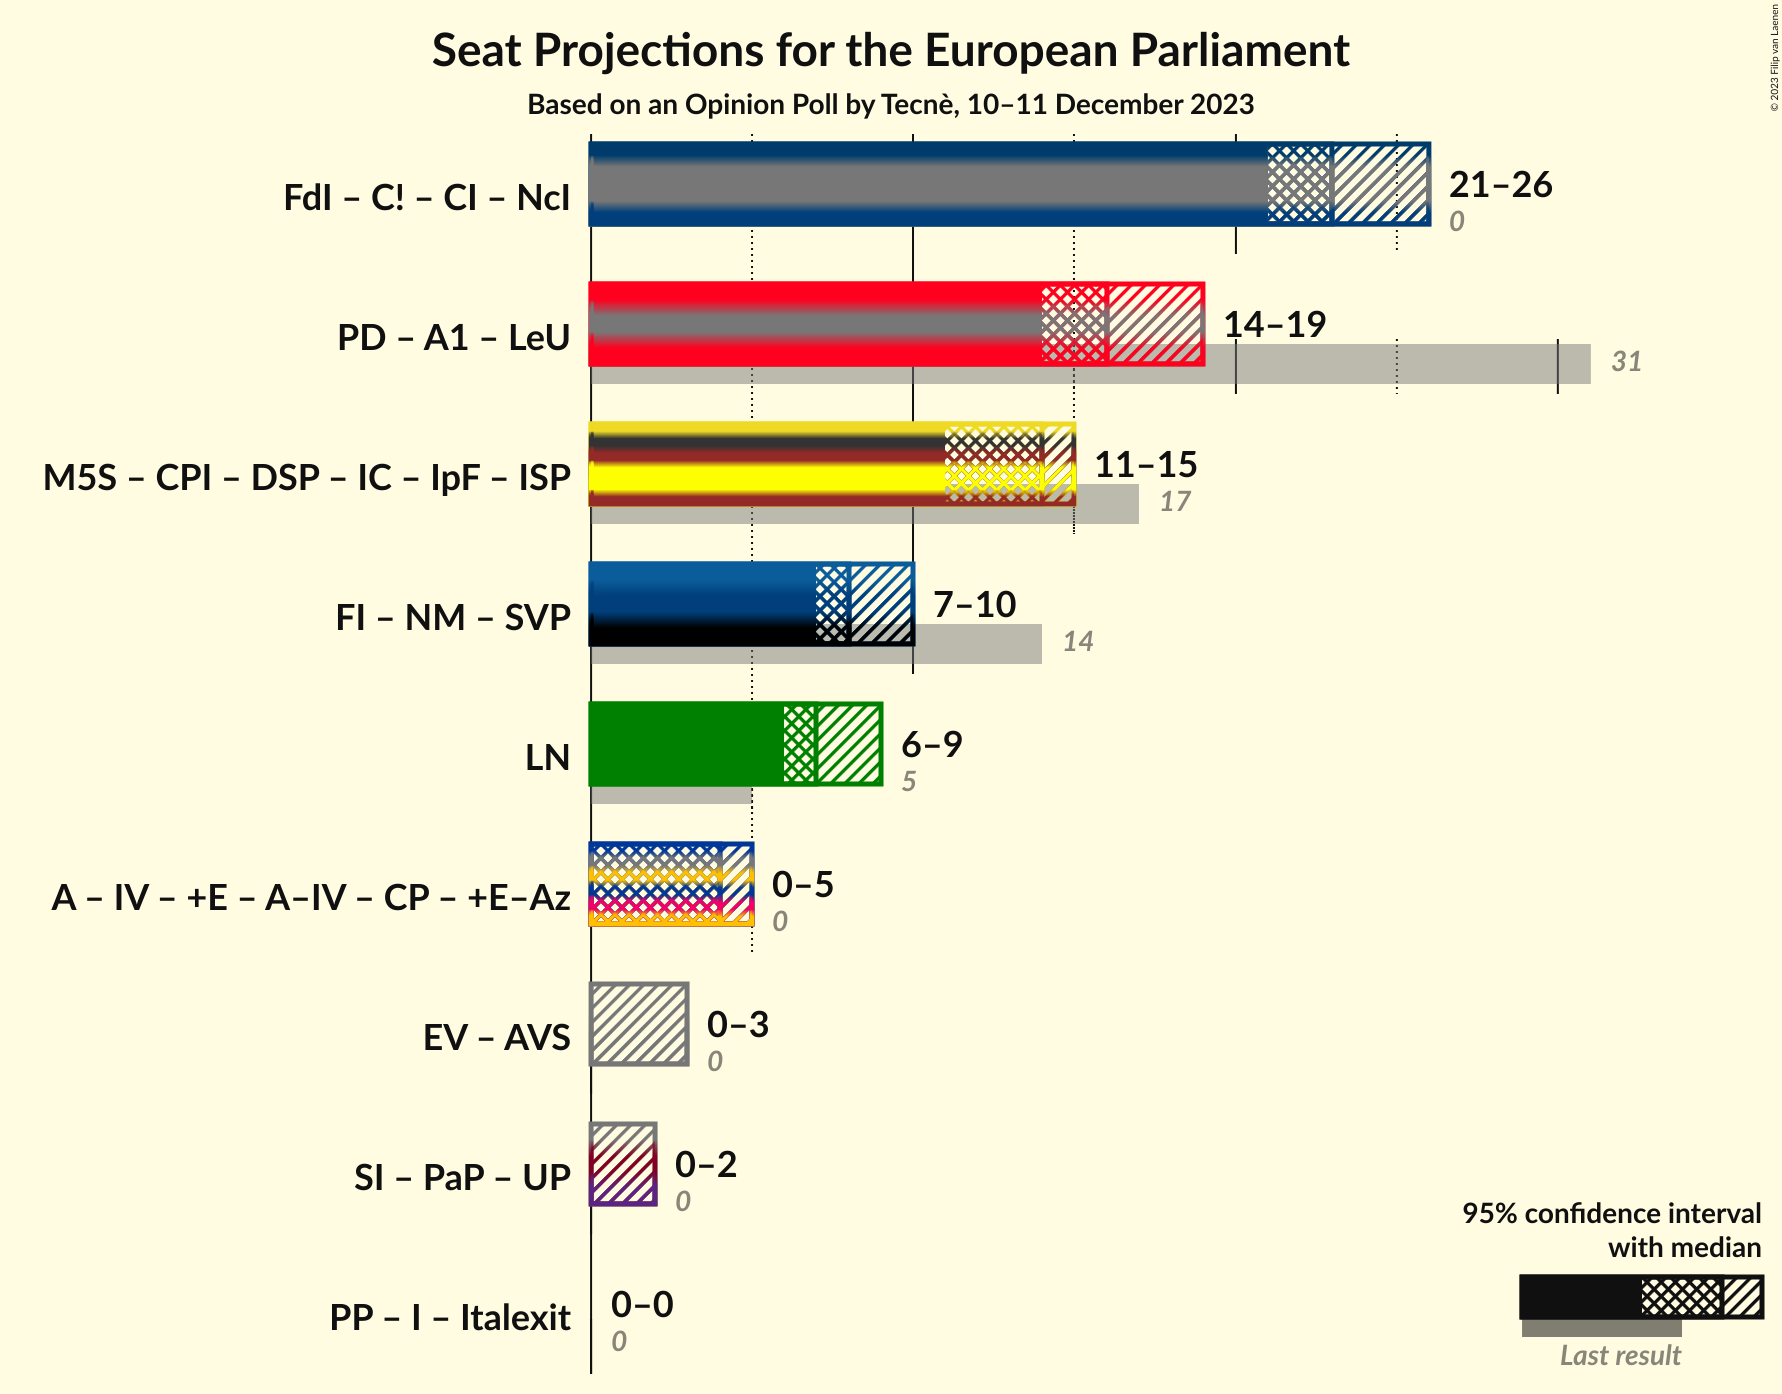 Seat Projections for the European Parliament
Based on an Opinion Poll by Tecnè, 10–11 December 2023
© 2023 Filip van Laenen
FdI – C! – CI – NcI
21–26
0
PD – A1 – LeU
14–19
31
M5S – CPI – DSP – IC – IpF – ISP
11–15
17
FI – NM – SVP
7–10
14
LN
6–9
5
A – IV – +E – A–IV – CP – +E–Az
0–5
0
EV – AVS
0–3
0
SI – PaP – UP
0–2
0
PP – I – Italexit
0–0
0
95% confidence interval
with median
Last result